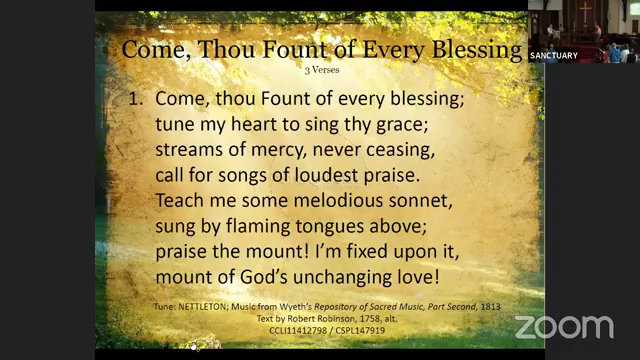 Come, Thou Fount of Every Blessing
3 Verses
1. Come, thou Fount of every blessing;
tune my heart to sing thy grace;
streams of mercy, never ceasing,
call for songs of loudest praise.
Teach me some melodious sonnet,
sung by flaming tongues above;
praise the mount! I'm fixed upon it,
mount of God's unchanging love!
Tune: NETTLETON; Music from Wyeth's Repository of Sacred Music, Part Second, 1813
Text by Robert Robinson, 1758, alt.
CCLI11412798 / CSPL147919
SANCTUARY
zoom